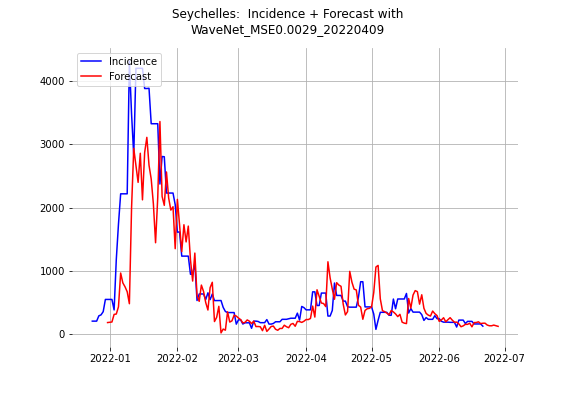 Seychelles:  Incidence + Forecast with
WaveNet_MSE0.0029_20220409
Incidence
Forecast
4000
3000
2000
1000
0
2022-01 2022-02 2022-03 2022-04 2022-05 2022-06 2022-07